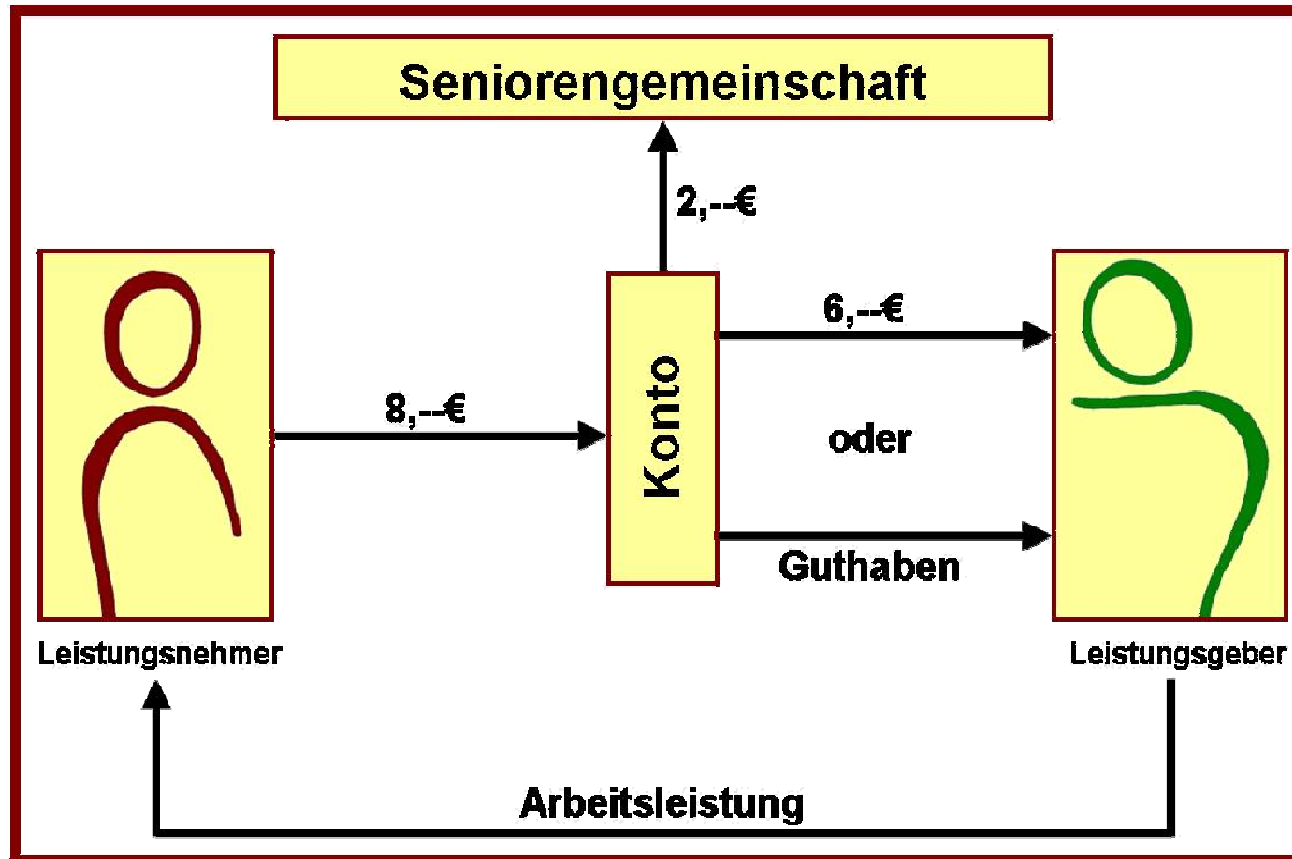 Seniorengemeinschaft
2,--€
6,--€
8,--€
Konto
oder
Guthaben
Leistungsnehmer
Leistungsgeber
Arbeitsleistung